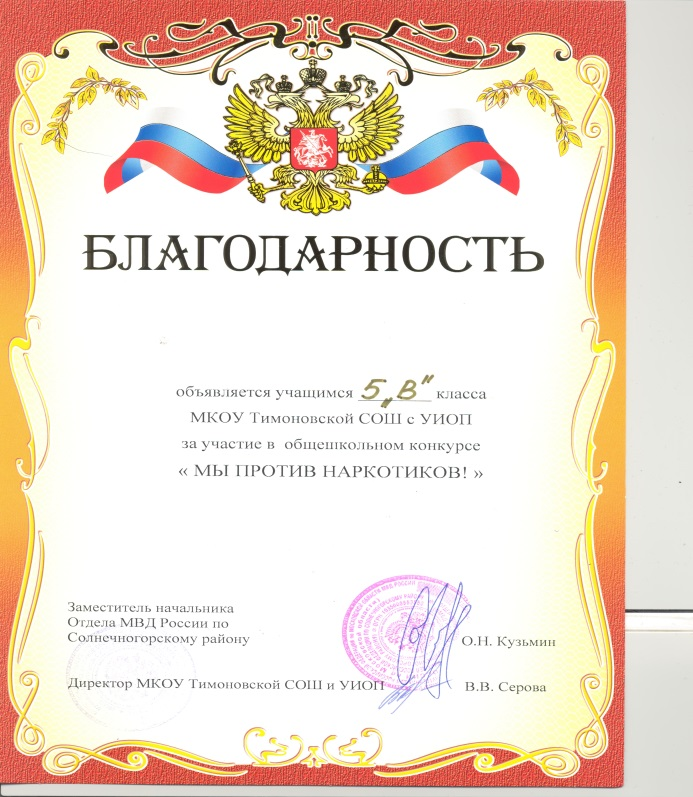 БЛАГОДАРНОСТЬ
объявляется учащимся 5 „В” класса
МКОУ Тимоновской СОШ с УИОП
за участие в общешкольном конкурсе
« МЫ ПРОТИВ НАРКОТИКОВ! »
Заместитель начальника
Отдела МВД России по
Солнечногорскому району
О.Н. Кузьмин
Директор МКОУ Тимоновской СОШ и УИОП
В.В. Серова